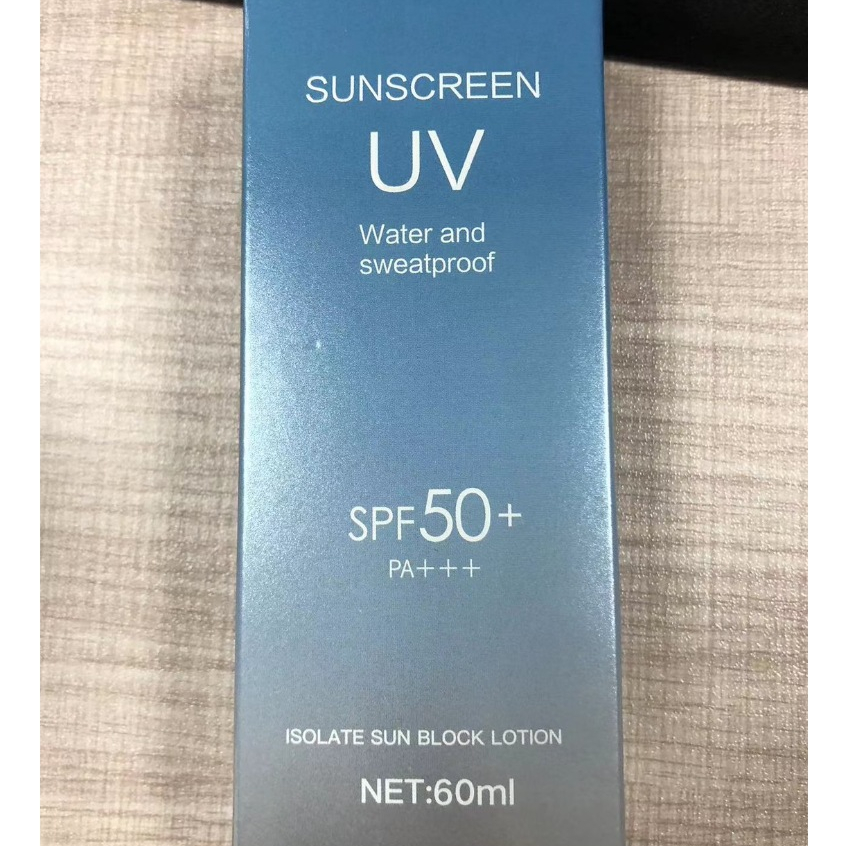 SUNSCREEN
UV
Water and
sweatproof
SPF50+
PA+++
ISOLATE SUN BLOCK LOTION
NET:60ml